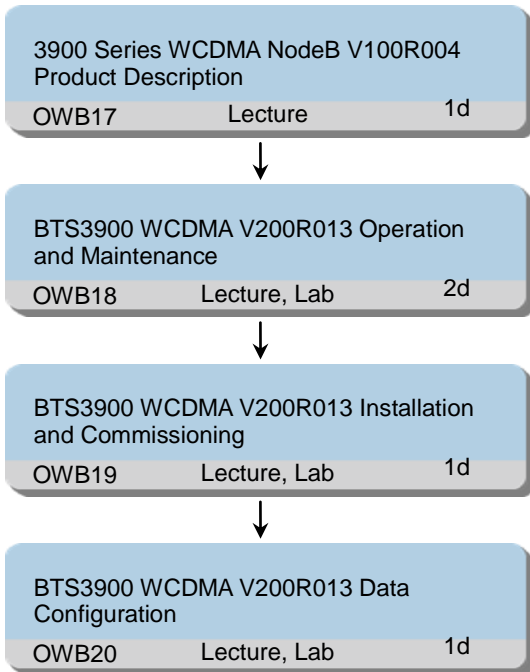 3900 Series WCDMA NodeB V100R004
Product Description
OWB17 Lecture 1d
BTS3900 WCDMA V200R013 Operation
and Maintenance
OWB18 Lecture, Lab 2d
BTS3900 WCDMA V200R013 Installation
and Commissioning
OWB19 Lecture, Lab 1d
BTS3900 WCDMA V200R013 Data
Configuration
OWB20 Lecture, Lab 1d